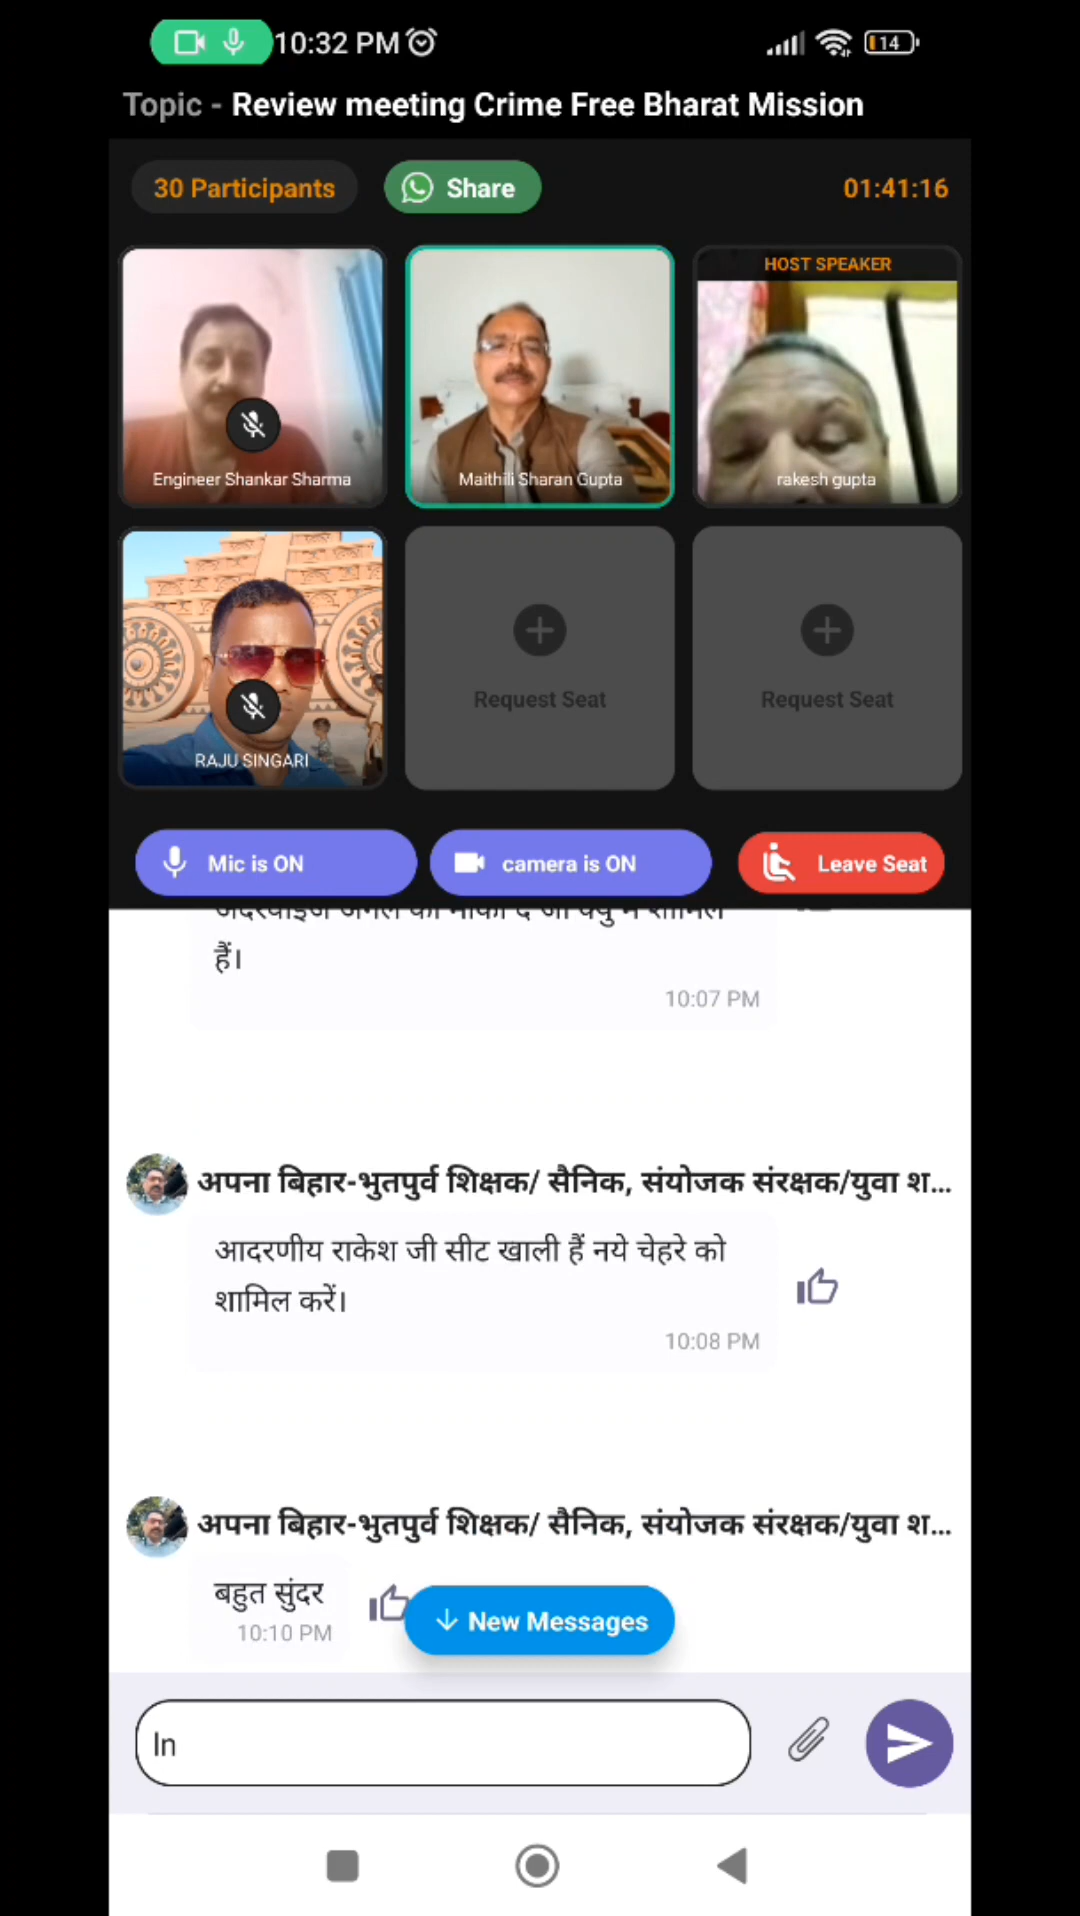 10:32 PM
14
Topic - Review meeting Crime Free Bharat Mission
30 Participants
Share
01:41:16
HOST SPEAKER
Engineer Shankar Sharma
Maithili Sharan Gupta
rakesh gupta
RAJU SINGARI
Request Seat
Request Seat
Mic is ON
camera is ON
Leave Seat
हैं।
10:07 PM
अपना बिहार-भुतपुर्व शिक्षक/ सैनिक, संयोजक संरक्षक/युवा श...
आदरणीय राकेश जी सीट खाली हैं नये चेहरे को
शामिल करें।
10:08 PM
अपना बिहार-भुतपुर्व शिक्षक/ सैनिक, संयोजक संरक्षक/युवा श...
बहुत सुंदर
10:10 PM
New Messages
In